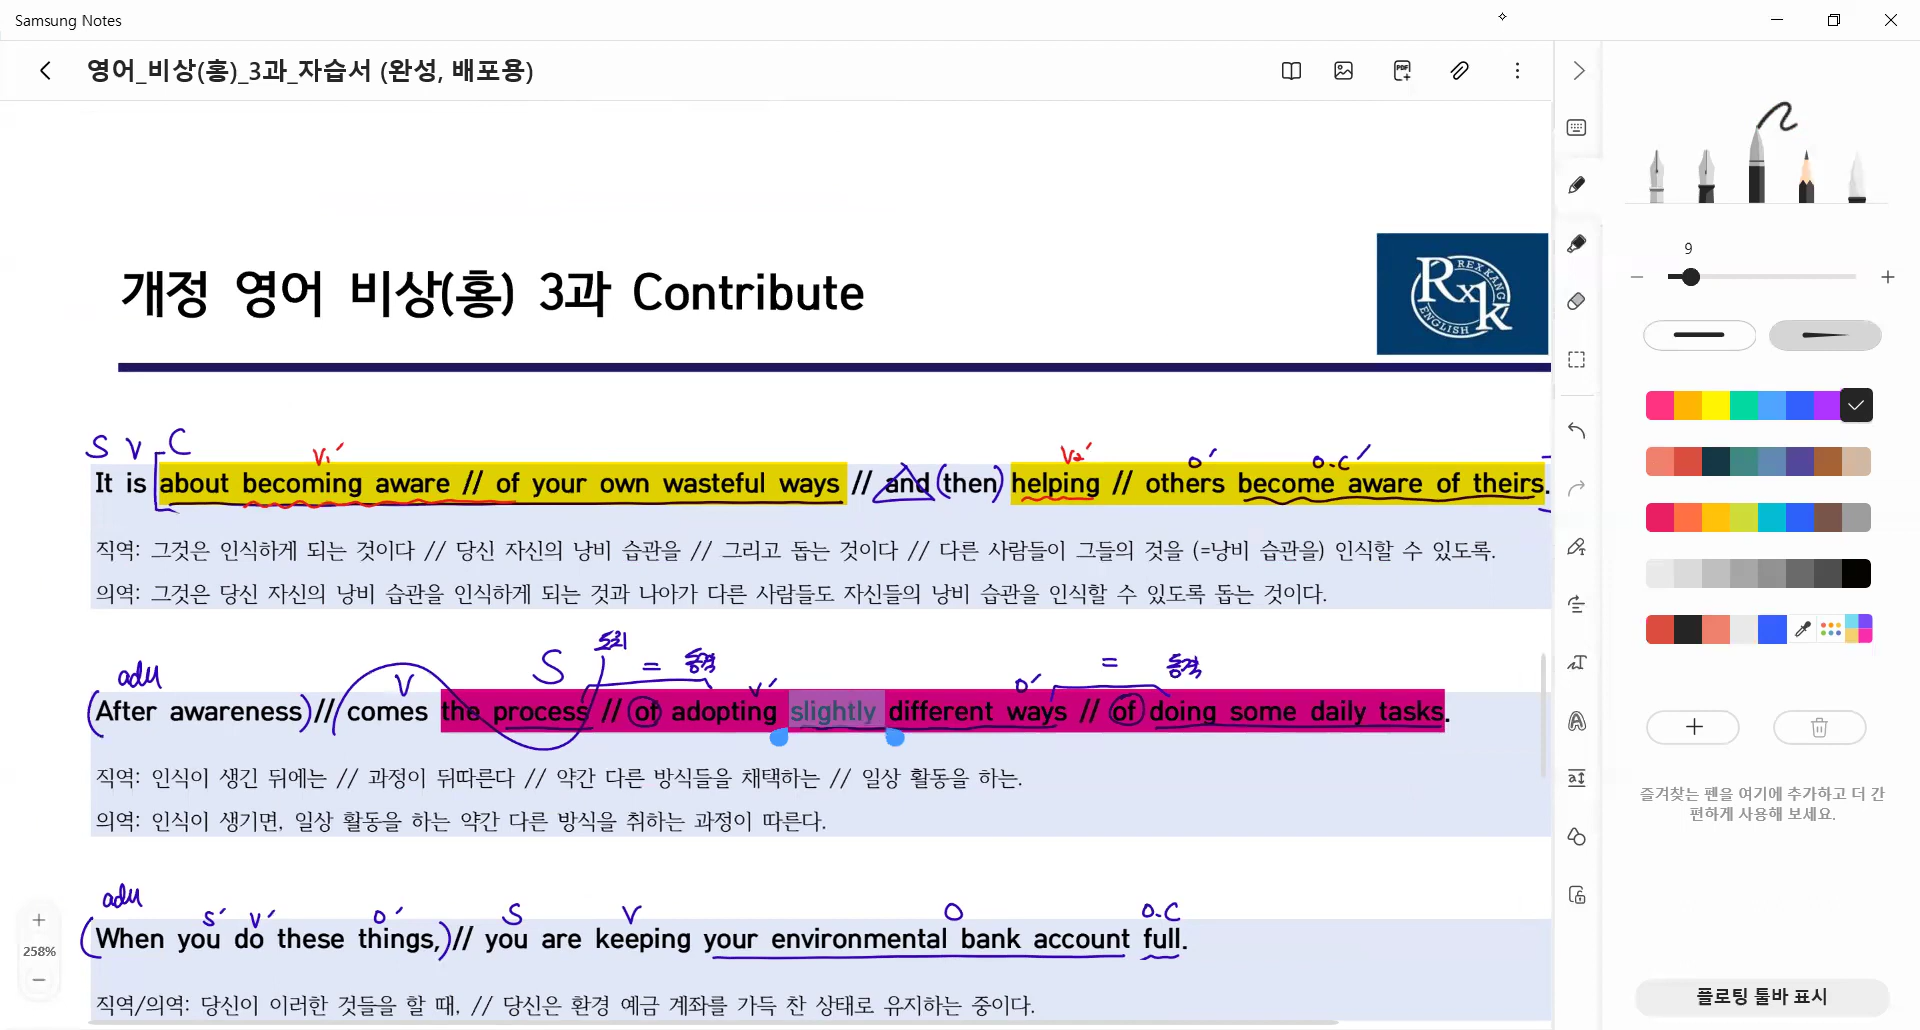 Samsung Notes
영어_비상(홍)_3과_자습서 (완성, 배포용)
PDF
9
개정 영어 비상(홍) 3과 Contribute
REX KANG
RxK
ENGLISH
S V C V₁′ V₂′ O′ O.C′
It is about becoming aware // of your own wasteful ways // and (then) helping // others become aware of theirs.
직역: 그것은 인식하게 되는 것이다 // 당신 자신의 낭비 습관을 // 그리고 돕는 것이다 // 다른 사람들이 그들의 것을 (=낭비 습관을) 인식할 수 있도록.
의역: 그것은 당신 자신의 낭비 습관을 인식하게 되는 것과 나아가 다른 사람들도 자신들의 낭비 습관을 인식할 수 있도록 돕는 것이다.
도치
adv V S = 동격 V′ O′ = 동격
(After awareness) // comes the process // of adopting slightly different ways // of doing some daily tasks.
직역: 인식이 생긴 뒤에는 // 과정이 뒤따른다 // 약간 다른 방식들을 채택하는 // 일상 활동을 하는.
의역: 인식이 생기면, 일상 활동을 하는 약간 다른 방식을 취하는 과정이 따른다.
adv S′ V′ O′ S V O O.C
(When you do these things,) // you are keeping your environmental bank account full.
직역/의역: 당신이 이러한 것들을 할 때, // 당신은 환경 예금 계좌를 가득 찬 상태로 유지하는 중이다.
258%
즐겨찾는 펜을 여기에 추가하고 더 간
편하게 사용해 보세요.
플로팅 툴바 표시